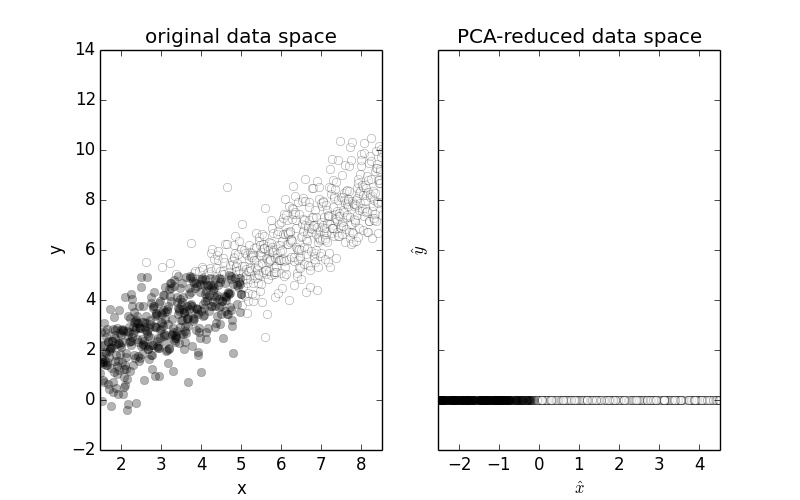 original data space
PCA-reduced data space
14
12
10
8
6
4
2
0
−2
y
ŷ
2 3 4 5 6 7 8
−2 −1 0 1 2 3 4
x
x̂